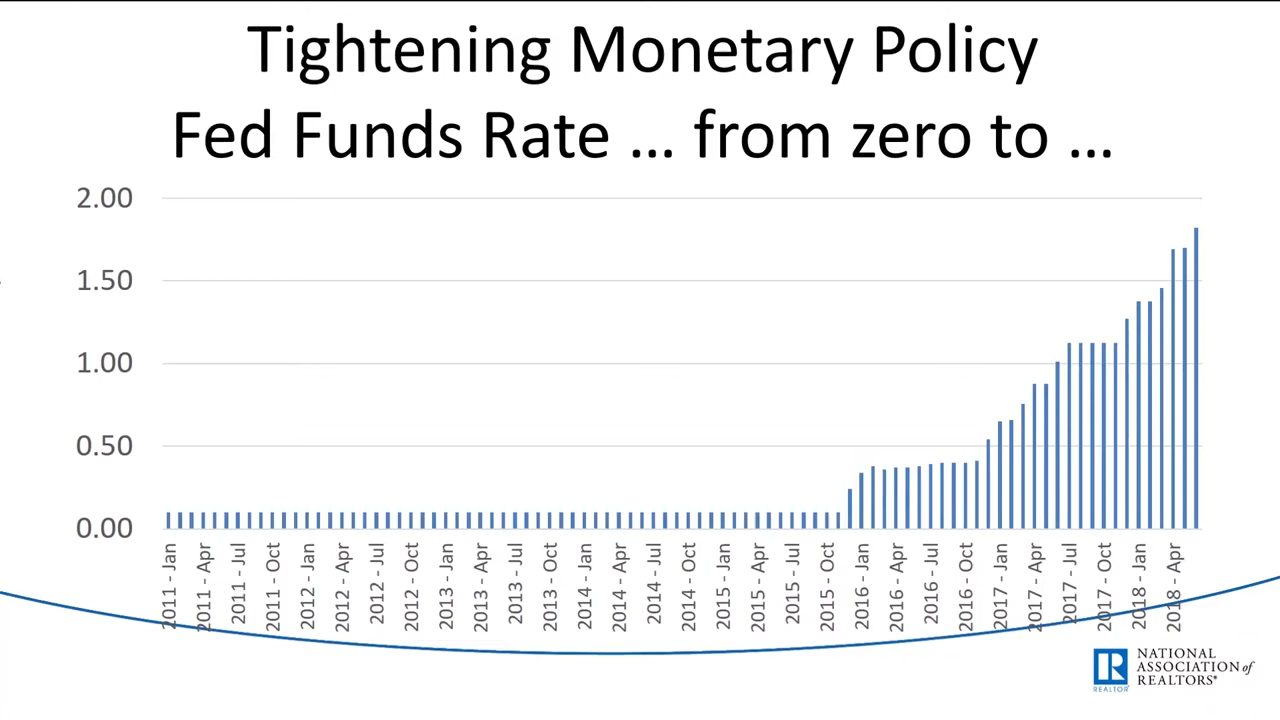 Tightening Monetary Policy
Fed Funds Rate ... from zero to ...
2.00
1.50
1.00
0.50
0.00
2011 - Jan
2011 - Apr
2011 - Jul
2011 - Oct
2012 - Jan
2012 - Apr
2012 - Jul
2012 - Oct
2013 - Jan
2013 - Apr
2013 - Jul
2013 - Oct
2014 - Jan
2014 - Apr
2014 - Jul
2014 - Oct
2015 - Jan
2015 - Apr
2015 - Jul
2015 - Oct
2016 - Jan
2016 - Apr
2016 - Jul
2016 - Oct
2017 - Jan
2017 - Apr
2017 - Jul
2017 - Oct
2018 - Jan
2018 - Apr
R
REALTOR®
NATIONAL
ASSOCIATION of
REALTORS®